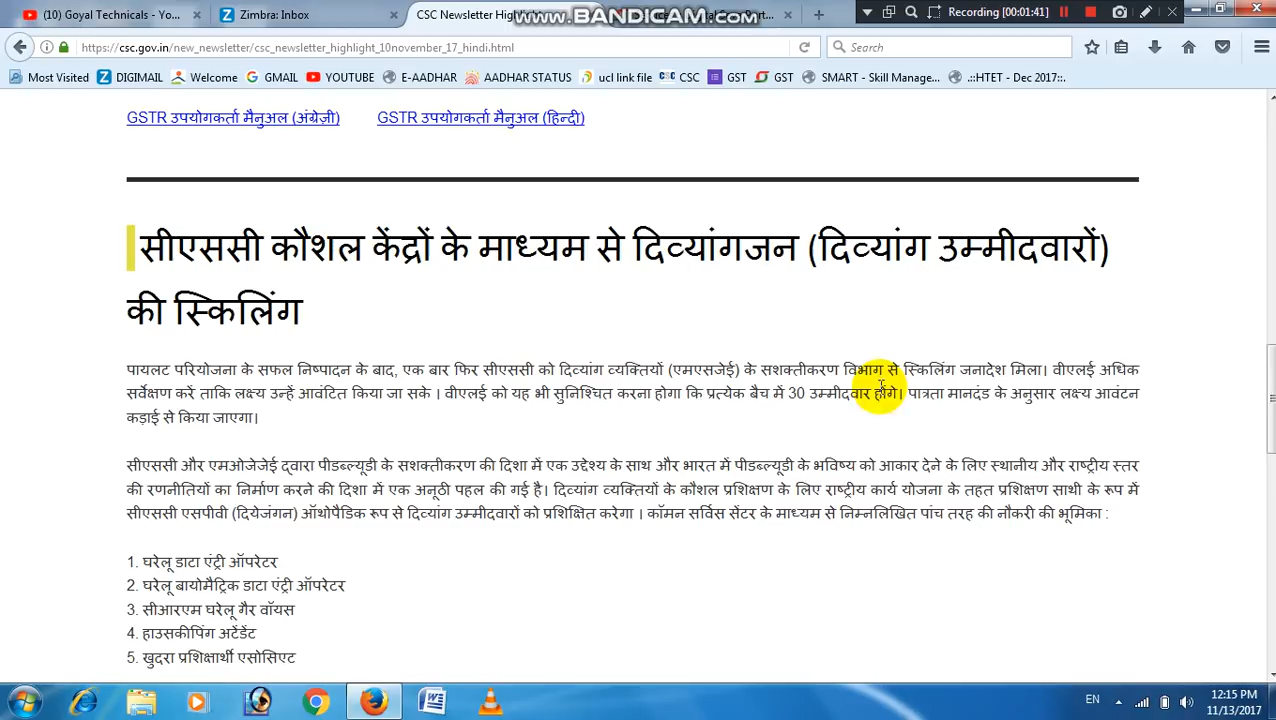 (10) Goyal Technicals - You...
Zimbra: Inbox
CSC Newsletter Highligh
www.BANDICAM.com
Recording [00:01:41]
https://csc.gov.in/new_newsletter/csc_newsletter_highlight_10november_17_hindi.html
Search
Most Visited DIGIMAIL Welcome GMAIL YOUTUBE E-AADHAR AADHAR STATUS ucl link file CSC GST GST SMART - Skill Manage... .::HTET - Dec 2017::..
GSTR उपयोगकर्ता मैनुअल (अंग्रेज़ी) GSTR उपयोगकर्ता मैनुअल (हिन्दी)
सीएससी कौशल केंद्रों के माध्यम से दिव्यांगजन (दिव्यांग उम्मीदवारों)
की स्किलिंग
पायलट परियोजना के सफल निष्पादन के बाद, एक बार फिर सीएससी को दिव्यांग व्यक्तियों (एमएसजेई) के सशक्तीकरण विभाग से स्किलिंग जनादेश मिला। वीएलई अधिक
सर्वेक्षण करें ताकि लक्ष्य उन्हें आवंटित किया जा सके । वीएलई को यह भी सुनिश्चित करना होगा कि प्रत्येक बैच में 30 उम्मीदवार होंगे। पात्रता मानदंड के अनुसार लक्ष्य आवंटन
कड़ाई से किया जाएगा।
सीएससी और एमओजेजेई द्वारा पीडब्ल्यूडी के सशक्तीकरण की दिशा में एक उद्देश्य के साथ और भारत में पीडब्ल्यूडी के भविष्य को आकार देने के लिए स्थानीय और राष्ट्रीय स्तर
की रणनीतियों का निर्माण करने की दिशा में एक अनूठी पहल की गई है। दिव्यांग व्यक्तियों के कौशल प्रशिक्षण के लिए राष्ट्रीय कार्य योजना के तहत प्रशिक्षण साथी के रूप में
सीएससी एसपीवी (दियेजंगन) ऑथोपैडिक रूप से दिव्यांग उम्मीदवारों को प्रशिक्षित करेगा । कॉमन सर्विस सेंटर के माध्यम से निम्नलिखित पांच तरह की नौकरी की भूमिका :
1. घरेलू डाटा एंट्री ऑपरेटर
2. घरेलू बायोमैट्रिक डाटा एंट्री ऑपरेटर
3. सीआरएम घरेलू गैर वॉयस
4. हाउसकीपिंग अटेंडेंट
5. खुदरा प्रशिक्षार्थी एसोसिएट
EN
12:15 PM
11/13/2017